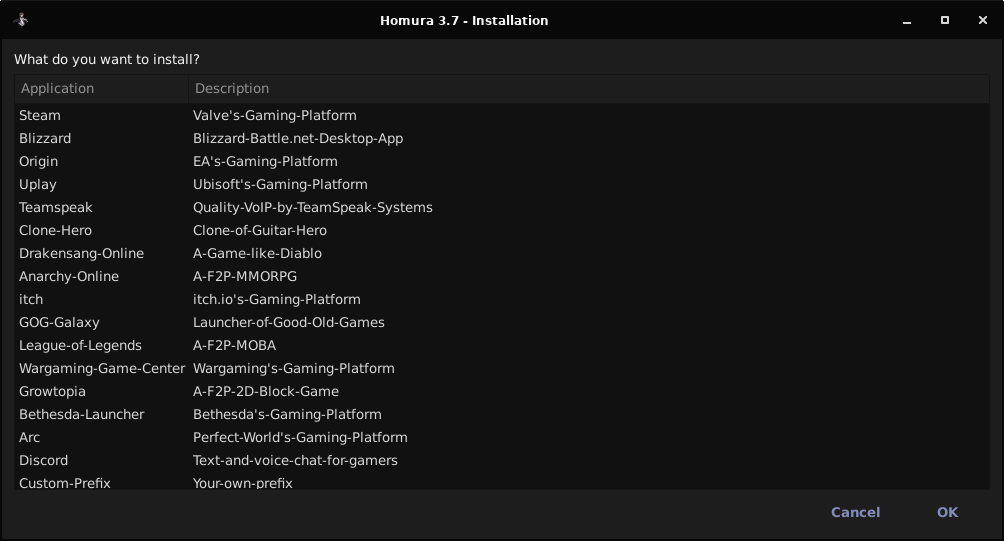 Homura 3.7 - Installation
What do you want to install?
Application Description
Steam Valve's-Gaming-Platform
Blizzard Blizzard-Battle.net-Desktop-App
Origin EA's-Gaming-Platform
Uplay Ubisoft's-Gaming-Platform
Teamspeak Quality-VoIP-by-TeamSpeak-Systems
Clone-Hero Clone-of-Guitar-Hero
Drakensang-Online A-Game-like-Diablo
Anarchy-Online A-F2P-MMORPG
itch itch.io's-Gaming-Platform
GOG-Galaxy Launcher-of-Good-Old-Games
League-of-Legends A-F2P-MOBA
Wargaming-Game-Center Wargaming's-Gaming-Platform
Growtopia A-F2P-2D-Block-Game
Bethesda-Launcher Bethesda's-Gaming-Platform
Arc Perfect-World's-Gaming-Platform
Discord Text-and-voice-chat-for-gamers
Custom-Prefix Your-own-prefix
Cancel OK